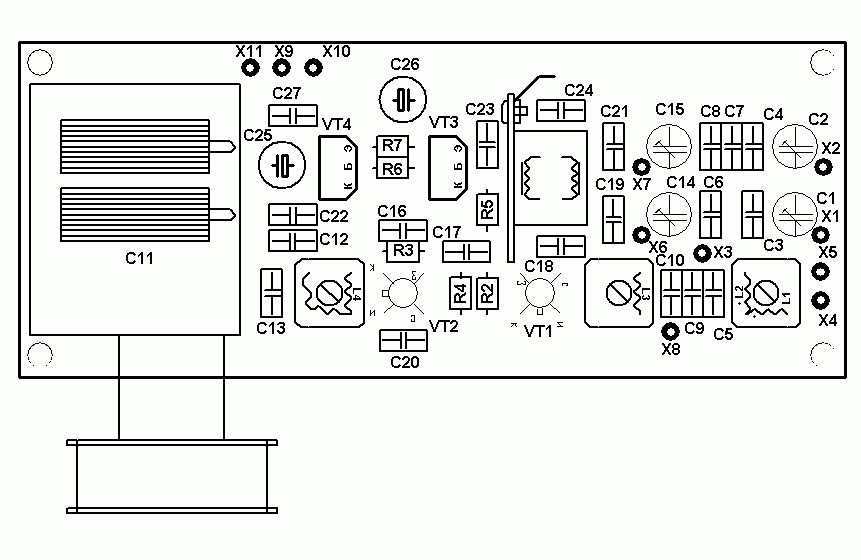 X11 X9 X10
C26
C27
C23
C24
C21
C15
C8 C7
C4
C2
VT4
VT3
C25
R7
R6
Э
Б
К
Э
Б
К
X2
X7
C14
C6
C19
C1
X1
C22
C16
R5
C12
R3
C17
X6
X3
C3
X5
C11
C18
C10
L4
R4
R2
L3
L2
L1
C13
VT2
VT1
C9
C5
X4
X8
C20